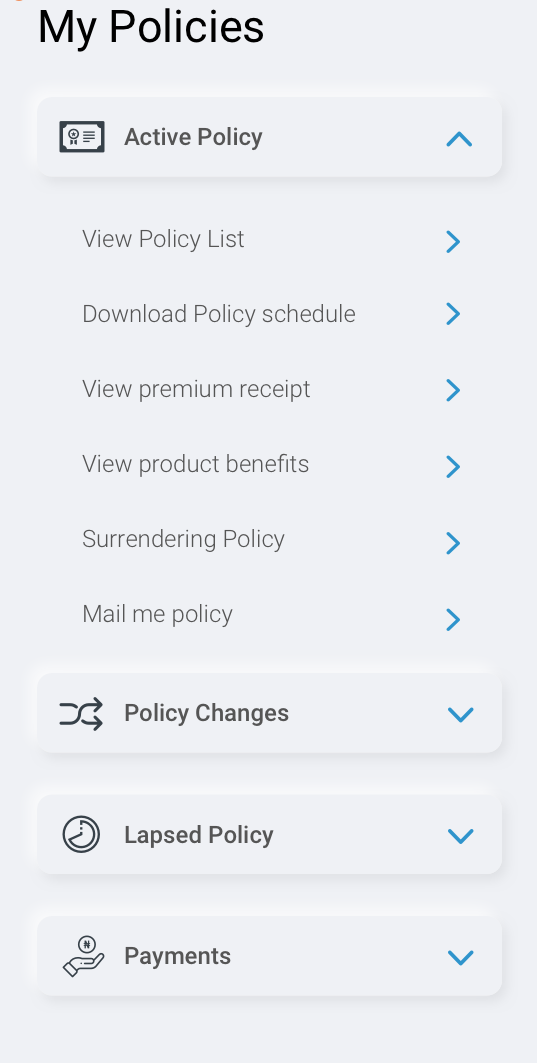 My Policies
Active Policy
View Policy List
Download Policy schedule
View premium receipt
View product benefits
Surrendering Policy
Mail me policy
Policy Changes
Lapsed Policy
Payments